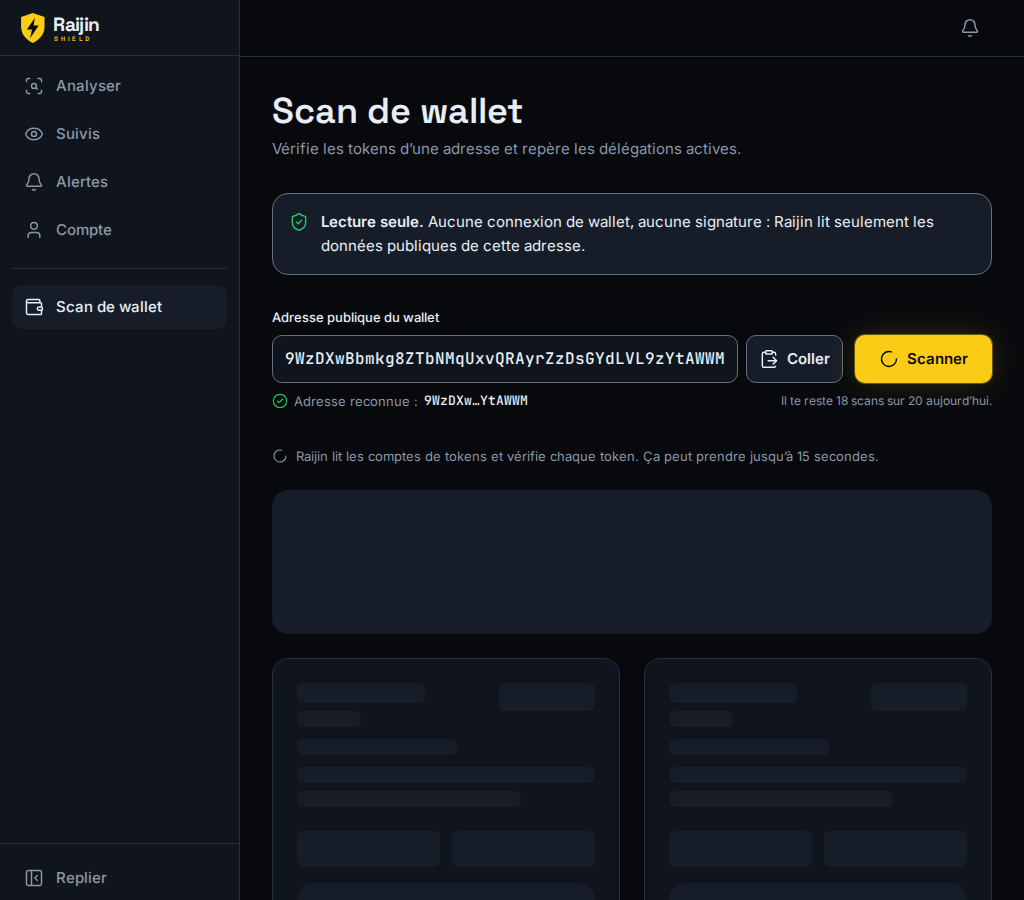 Raijin
SHIELD
Analyser
Suivis
Alertes
Compte
Scan de wallet
Replier
Scan de wallet
Vérifie les tokens d’une adresse et repère les délégations actives.
Lecture seule. Aucune connexion de wallet, aucune signature : Raijin lit seulement les
données publiques de cette adresse.
Adresse publique du wallet
9WzDXwBbmkg8ZTbNMqUxvQRAyrZzDsGYdLVL9zYtAWWM
Coller
Scanner
Adresse reconnue : 9WzDXw…YtAWWM
Il te reste 18 scans sur 20 aujourd’hui.
Raijin lit les comptes de tokens et vérifie chaque token. Ça peut prendre jusqu’à 15 secondes.